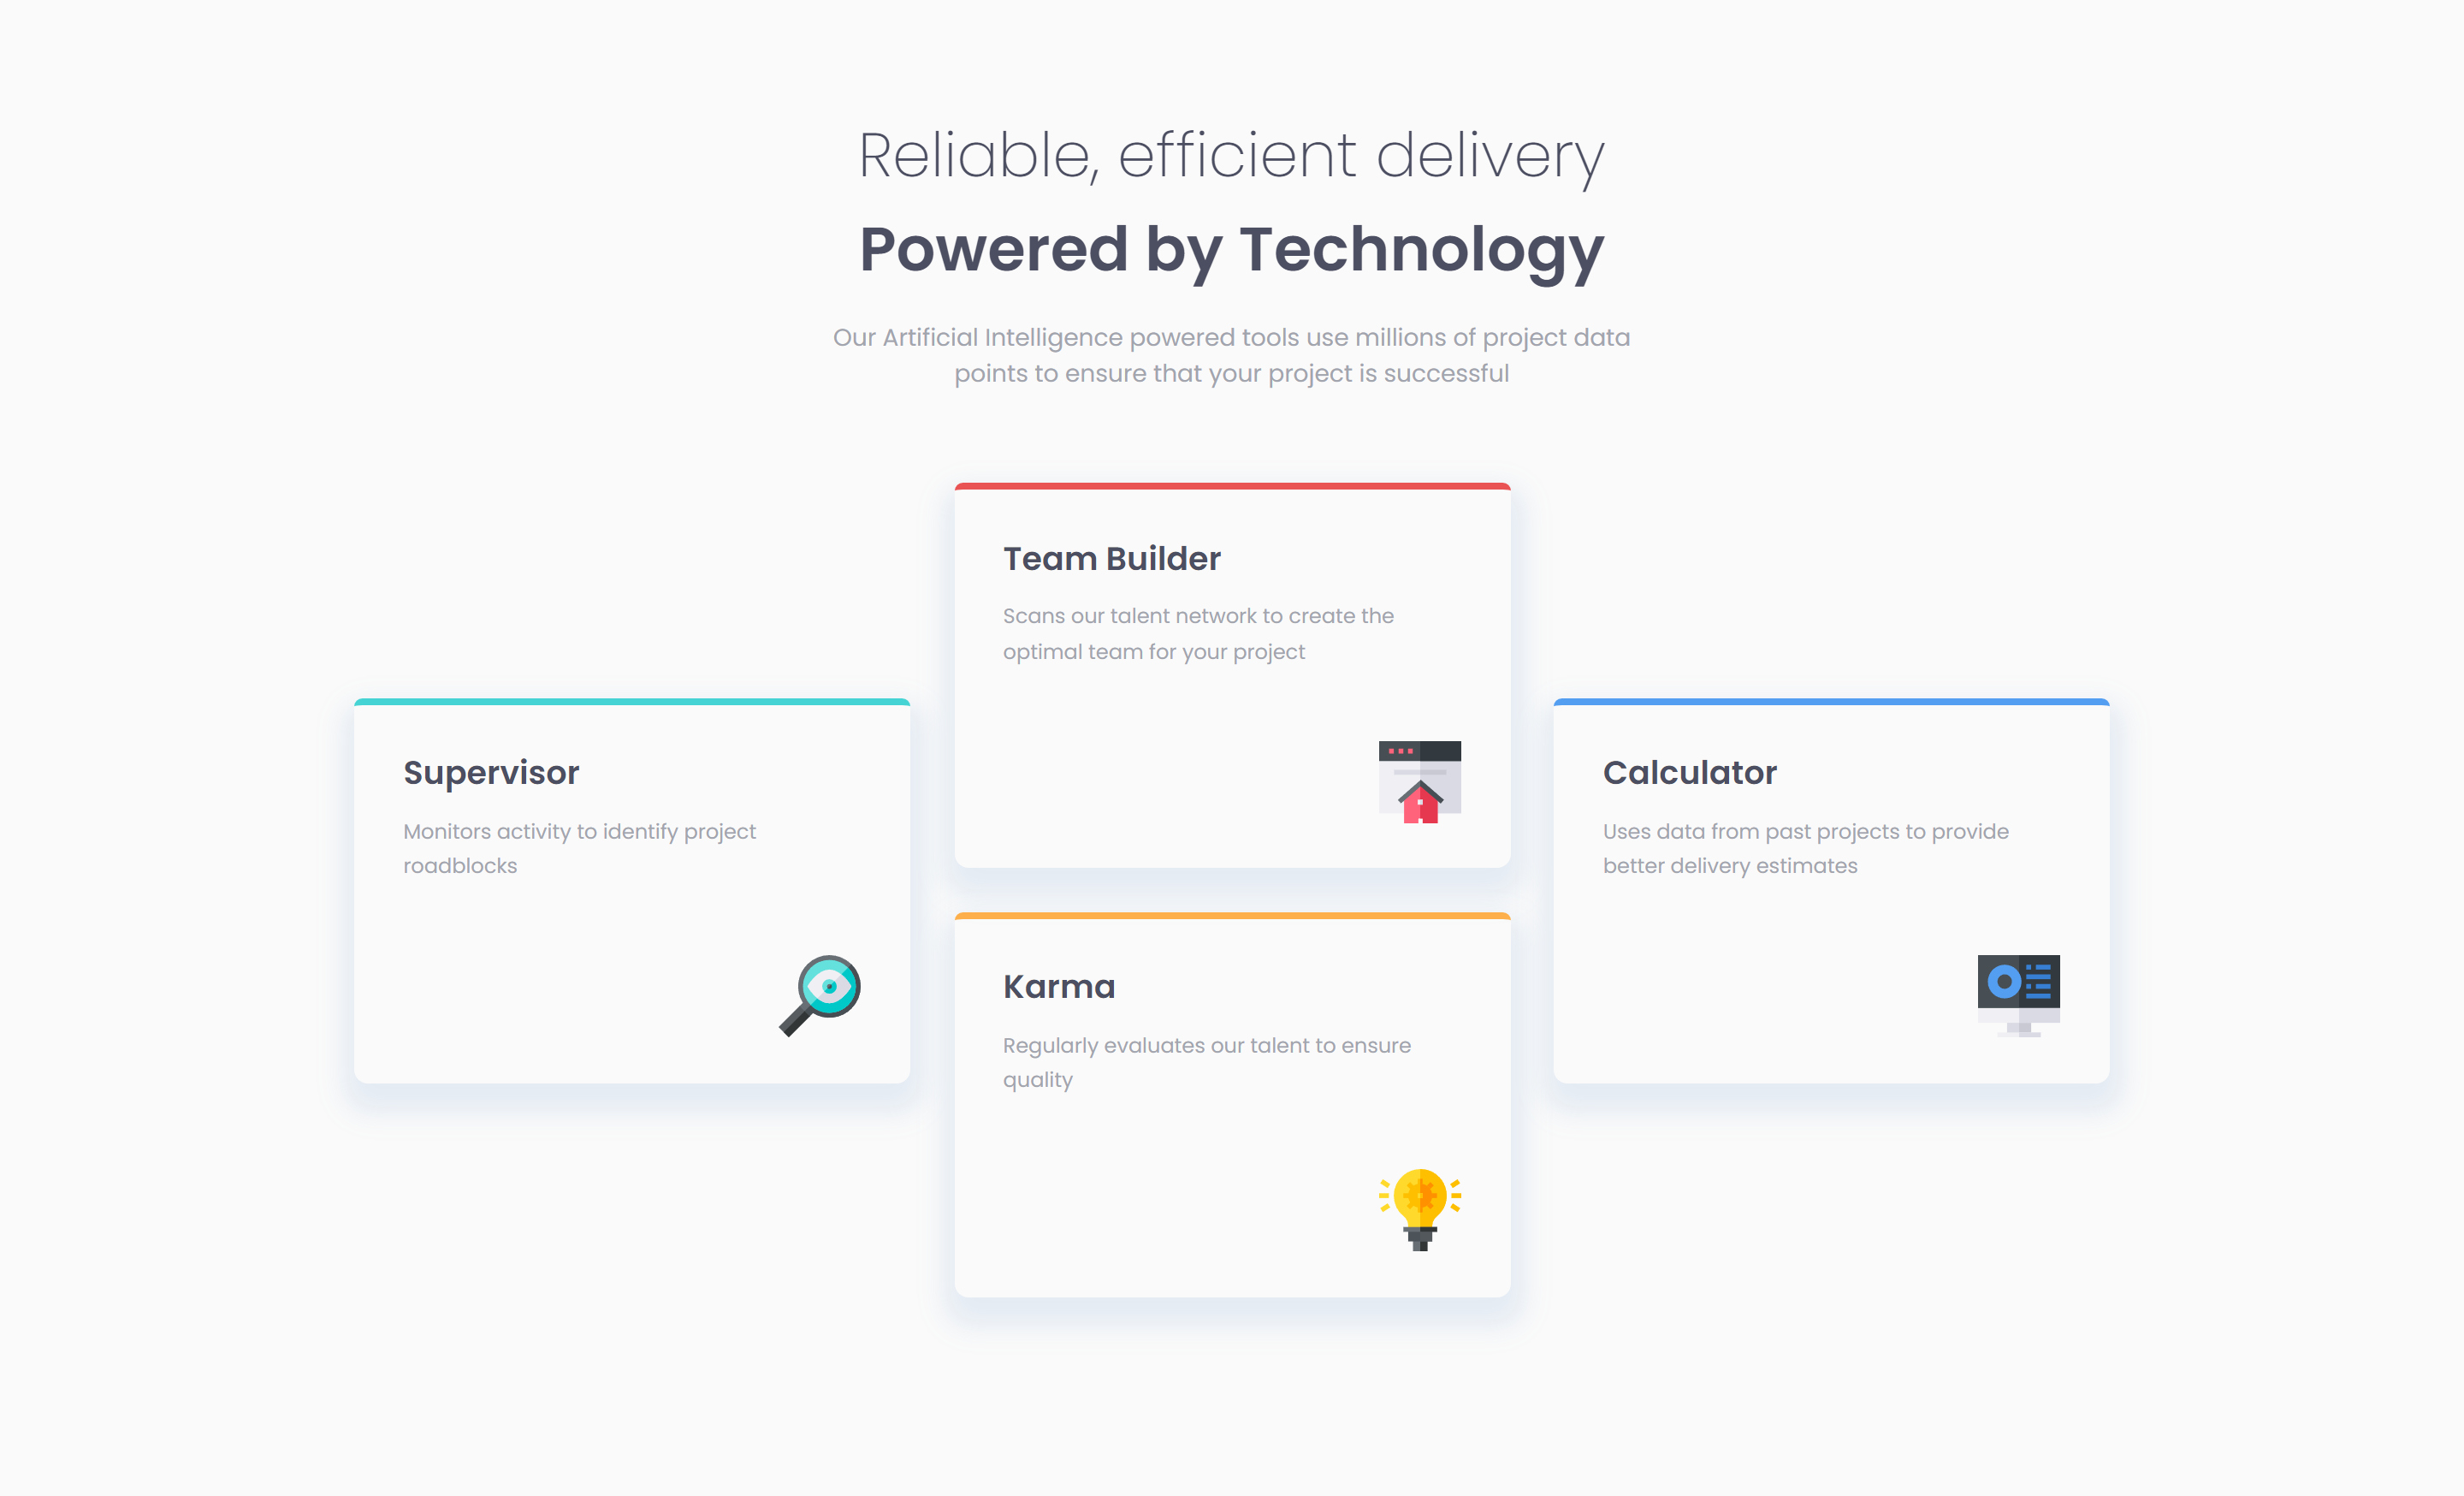 Reliable, efficient delivery
Powered by Technology
Our Artificial Intelligence powered tools use millions of project data
points to ensure that your project is successful
Team Builder
Scans our talent network to create the
optimal team for your project
Supervisor
Monitors activity to identify project
roadblocks
Calculator
Uses data from past projects to provide
better delivery estimates
Karma
Regularly evaluates our talent to ensure
quality